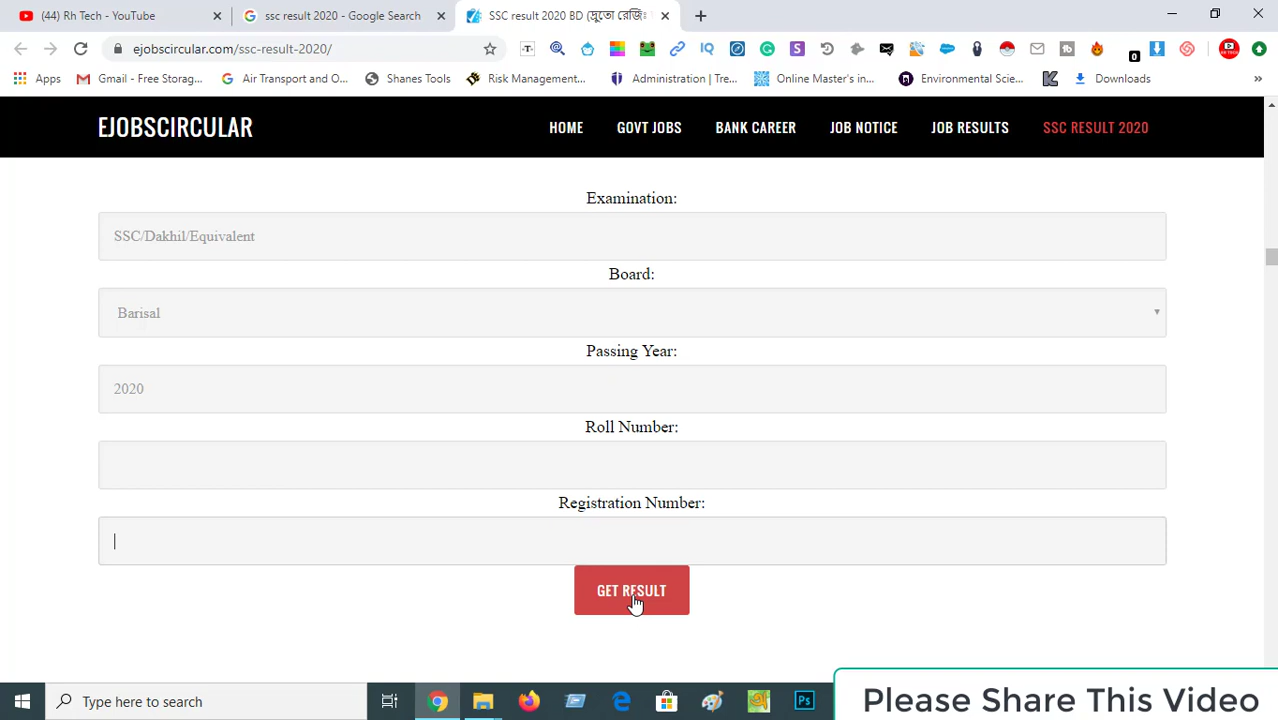 (44) Rh Tech - YouTube
ssc result 2020 - Google Search
SSC result 2020 BD (দ্রুতো রেজিঃ
ejobscircular.com/ssc-result-2020/
-T-
IQ
S
0
Apps
Gmail - Free Storag...
Air Transport and O...
Shanes Tools
Risk Management...
Administration | Tre...
Online Master's in...
Environmental Scie...
Downloads
EJOBSCIRCULAR
HOME
GOVT JOBS
BANK CAREER
JOB NOTICE
JOB RESULTS
SSC RESULT 2020
Examination:
SSC/Dakhil/Equivalent
Board:
Barisal
Passing Year:
2020
Roll Number:
Registration Number:
GET RESULT
Type here to search
Ps
Please Share This Video